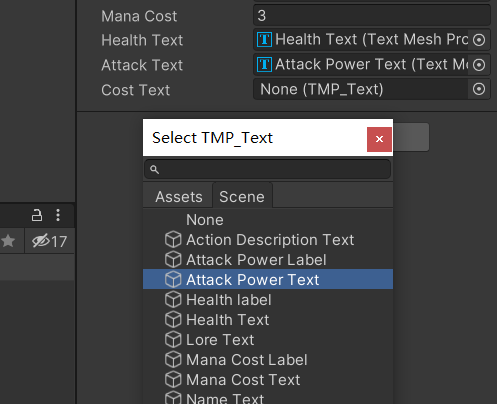 Mana Cost 3
Health Text T Health Text (Text Mesh Pro
Attack Text T Attack Power Text (Text Me
Cost Text None (TMP_Text)
Select TMP_Text ×
Assets Scene
17
None
Action Description Text
Attack Power Label
Attack Power Text
Health label
Health Text
Lore Text
Mana Cost Label
Mana Cost Text
Name Text